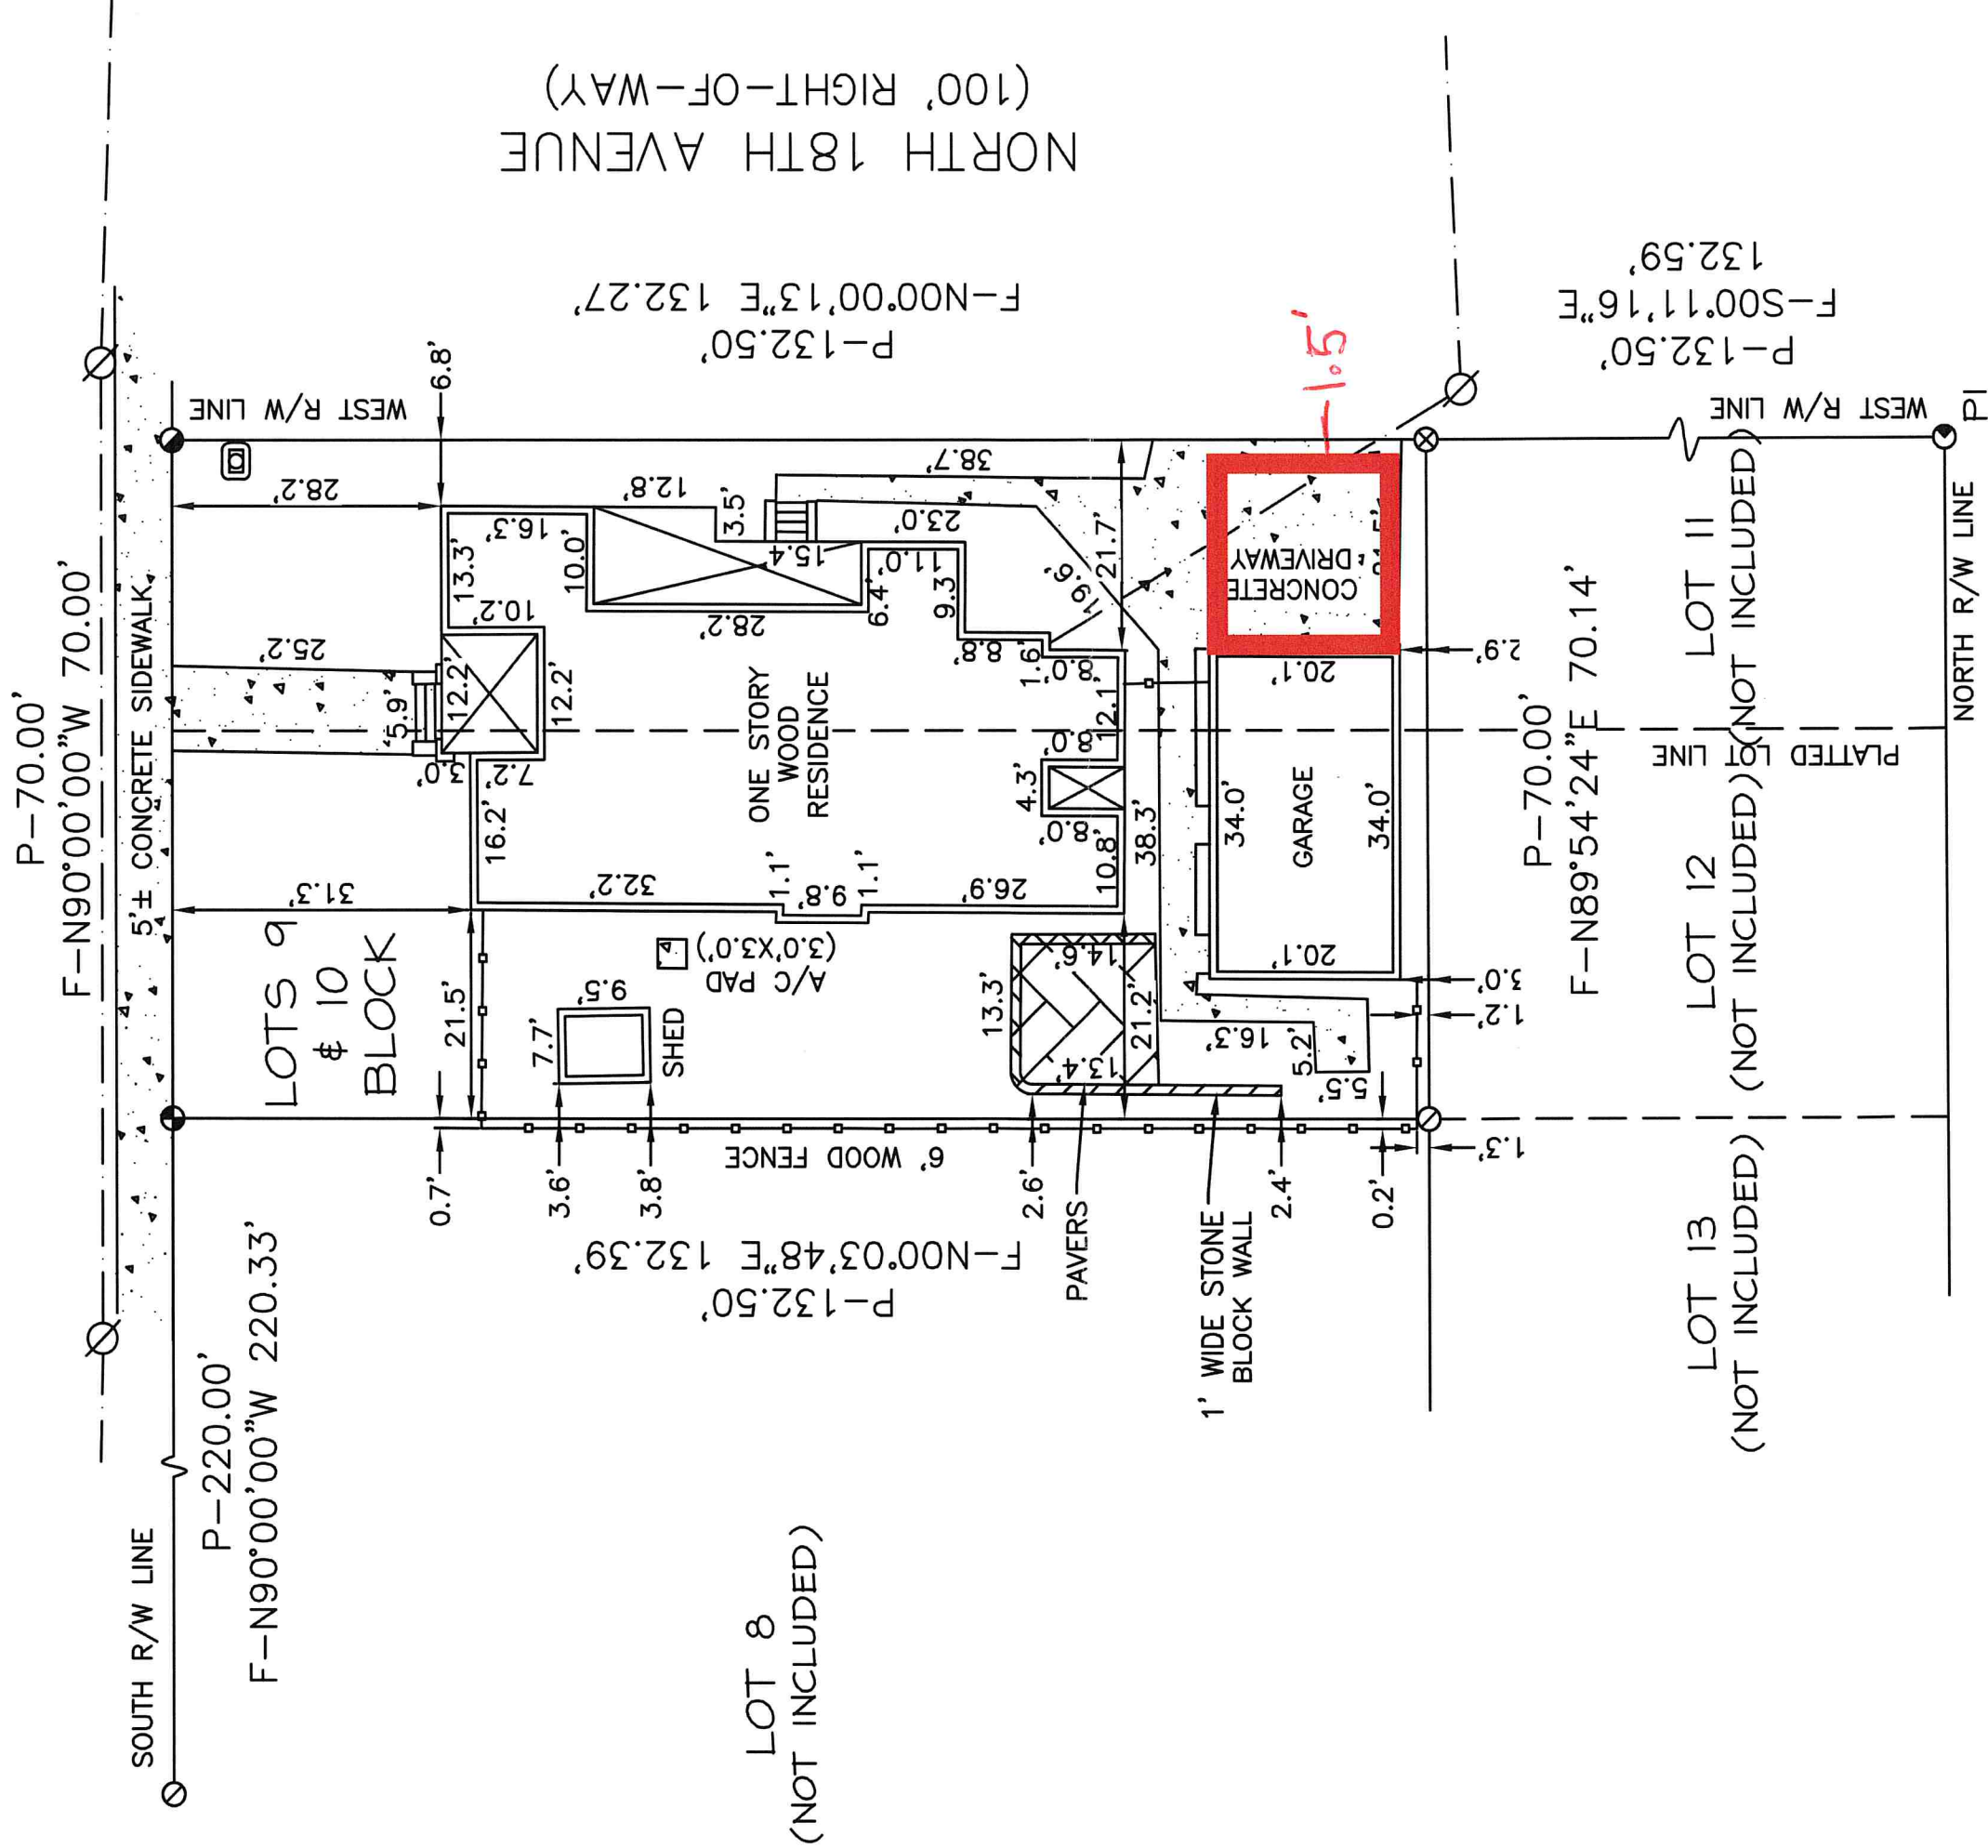 P-70.00'
F-N90°00'00"W 70.00'
5'± CONCRETE SIDEWALK
SOUTH R/W LINE
P-220.00'
F-N90°00'00"W 220.33'
LOTS 9
& 10
BLOCK
31.3'
25.2'
28.2'
WEST R/W LINE
6.8'
NORTH 18TH AVENUE
(100' RIGHT-OF-WAY)
P-132.50'
F-N00°00'13"E 132.27'
21.5'
16.2'
3.0'
7.2'
5.9'
12.2'
12.2'
10.2'
13.3'
16.3'
10.0'
12.8'
3.5'
15.4
28.2'
6.4'
11.0'
23.0'
38.7'
9.3'
8.8'
1.6'
8.0'
19.6'
21.7'
12.1'
8.0'
4.3'
8.0'
10.8'
38.3'
ONE STORY
WOOD
RESIDENCE
32.2'
1.1'
9.8'
1.1'
26.9'
A/C PAD
(3.0'X3.0')
7.7'
9.5'
SHED
13.3'
14.6'
13.4'
21.2'
16.3'
5.2'
5.5'
GARAGE
34.0'
34.0'
20.1'
20.1'
CONCRETE
DRIVEWAY
1.5'
2.9'
3.0'
1.2'
1.3'
0.7'
3.6'
3.8'
6' WOOD FENCE
2.6'
2.4'
0.2'
PAVERS
1' WIDE STONE
BLOCK WALL
P-132.50'
F-N00°03'48"E 132.39'
P-70.00'
F-N89°54'24"E 70.14'
P-132.50'
F-S00°11'16"E
132.59'
WEST R/W LINE
PLATTED LOT LINE
LOT 8
(NOT INCLUDED)
LOT 13
(NOT INCLUDED)
LOT 12
(NOT INCLUDED)
LOT 11
(NOT INCLUDED)
NORTH R/W LINE